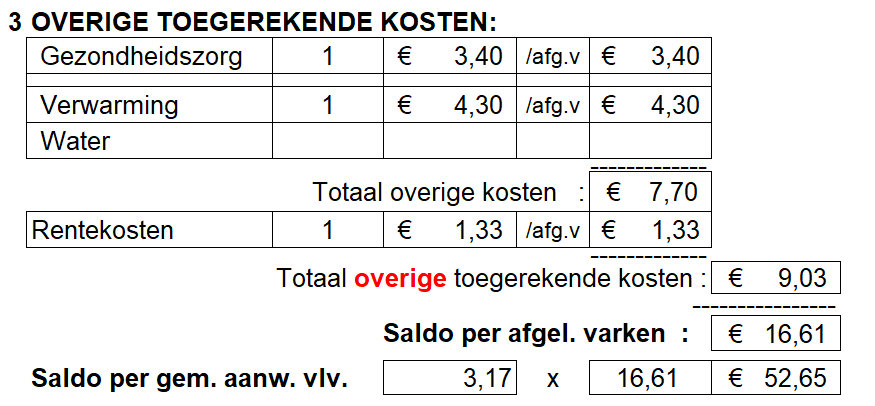 3 OVERIGE TOEGEREKENDE KOSTEN:
Gezondheidszorg 1 € 3,40 /afg.v € 3,40
Verwarming 1 € 4,30 /afg.v € 4,30
Water
-------------
Totaal overige kosten : € 7,70
Rentekosten 1 € 1,33 /afg.v € 1,33
-------------
Totaal overige toegerekende kosten : € 9,03
----------------
Saldo per afgel. varken : € 16,61
Saldo per gem. aanw. vlv. 3,17 x 16,61 € 52,65